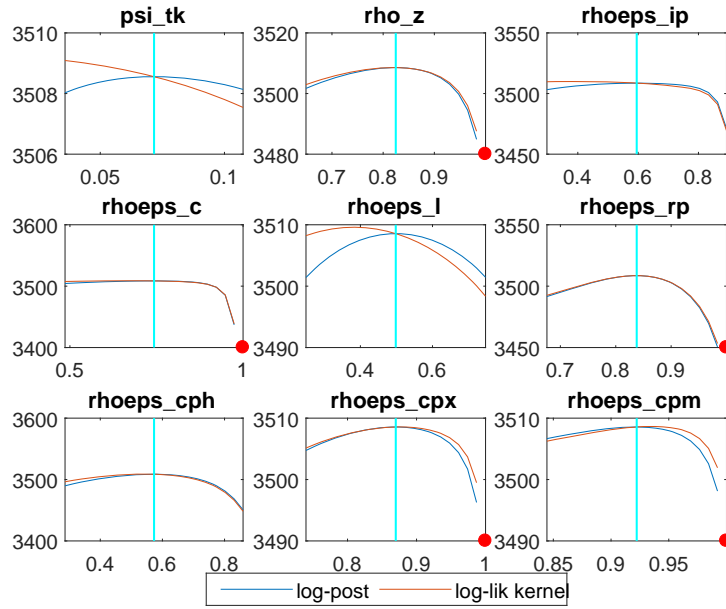 psi_tk rho_z rhoeps_ip
3510 3520
3508 3500 3500
3506 3480 3450
0.05 0.1 0.7 0.8 0.9 0.4 0.6 0.8
rhoeps_c rhoeps_l rhoeps_rp
3600 3510 3550
3500 3500 3500
3400 3490 3450
0.5 1 0.4 0.6 0.7 0.8 0.9
rhoeps_cph rhoeps_cpx rhoeps_cpm
3600 3510 3510
3500 3500 3500
3400 3490 3490
0.4 0.6 0.8 0.8 0.9 1 0.85 0.9 0.95
log-post log-lik kernel